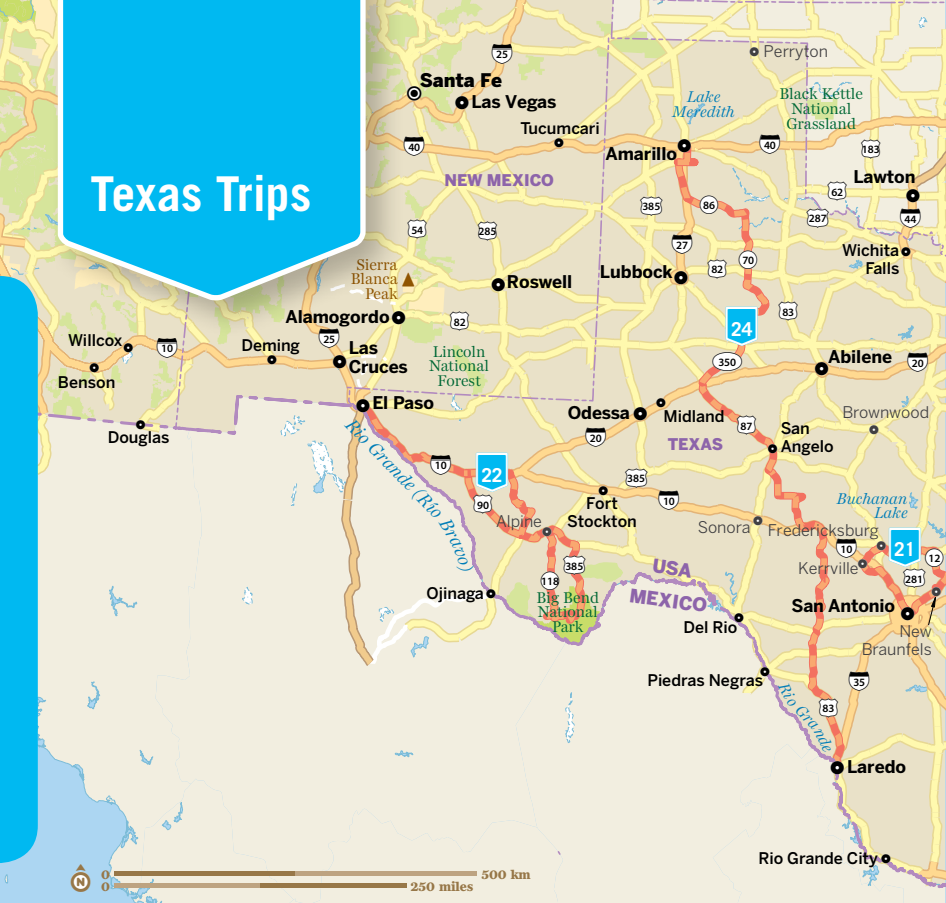 Texas Trips
25
Perryton
Santa Fe
Las Vegas
Lake
Meredith
Black Kettle
National
Grassland
Tucumcari
40
Amarillo
40
183
NEW MEXICO
Lawton
62
385
86
287
44
54
285
27
Wichita
Falls
Sierra
Blanca
Peak
Roswell
Lubbock
82
70
83
Alamogordo
82
24
Willcox
10
Deming
25
Las
Cruces
Lincoln
National
Forest
350
Abilene
20
Benson
El Paso
Odessa
Midland
Brownwood
Douglas
20
TEXAS
87
San
Angelo
Rio Grande (Río Bravo)
10
22
385
90
Fort
Stockton
10
Buchanan
Lake
Alpine
Sonora
Fredericksburg
10
21
12
118
385
USA
Kerrville
281
Ojinaga
Big Bend
National
Park
MEXICO
San Antonio
Del Rio
New
Braunfels
Piedras Negras
35
Rio Grande
83
Laredo
Rio Grande City
N
0
500 km
0
250 miles